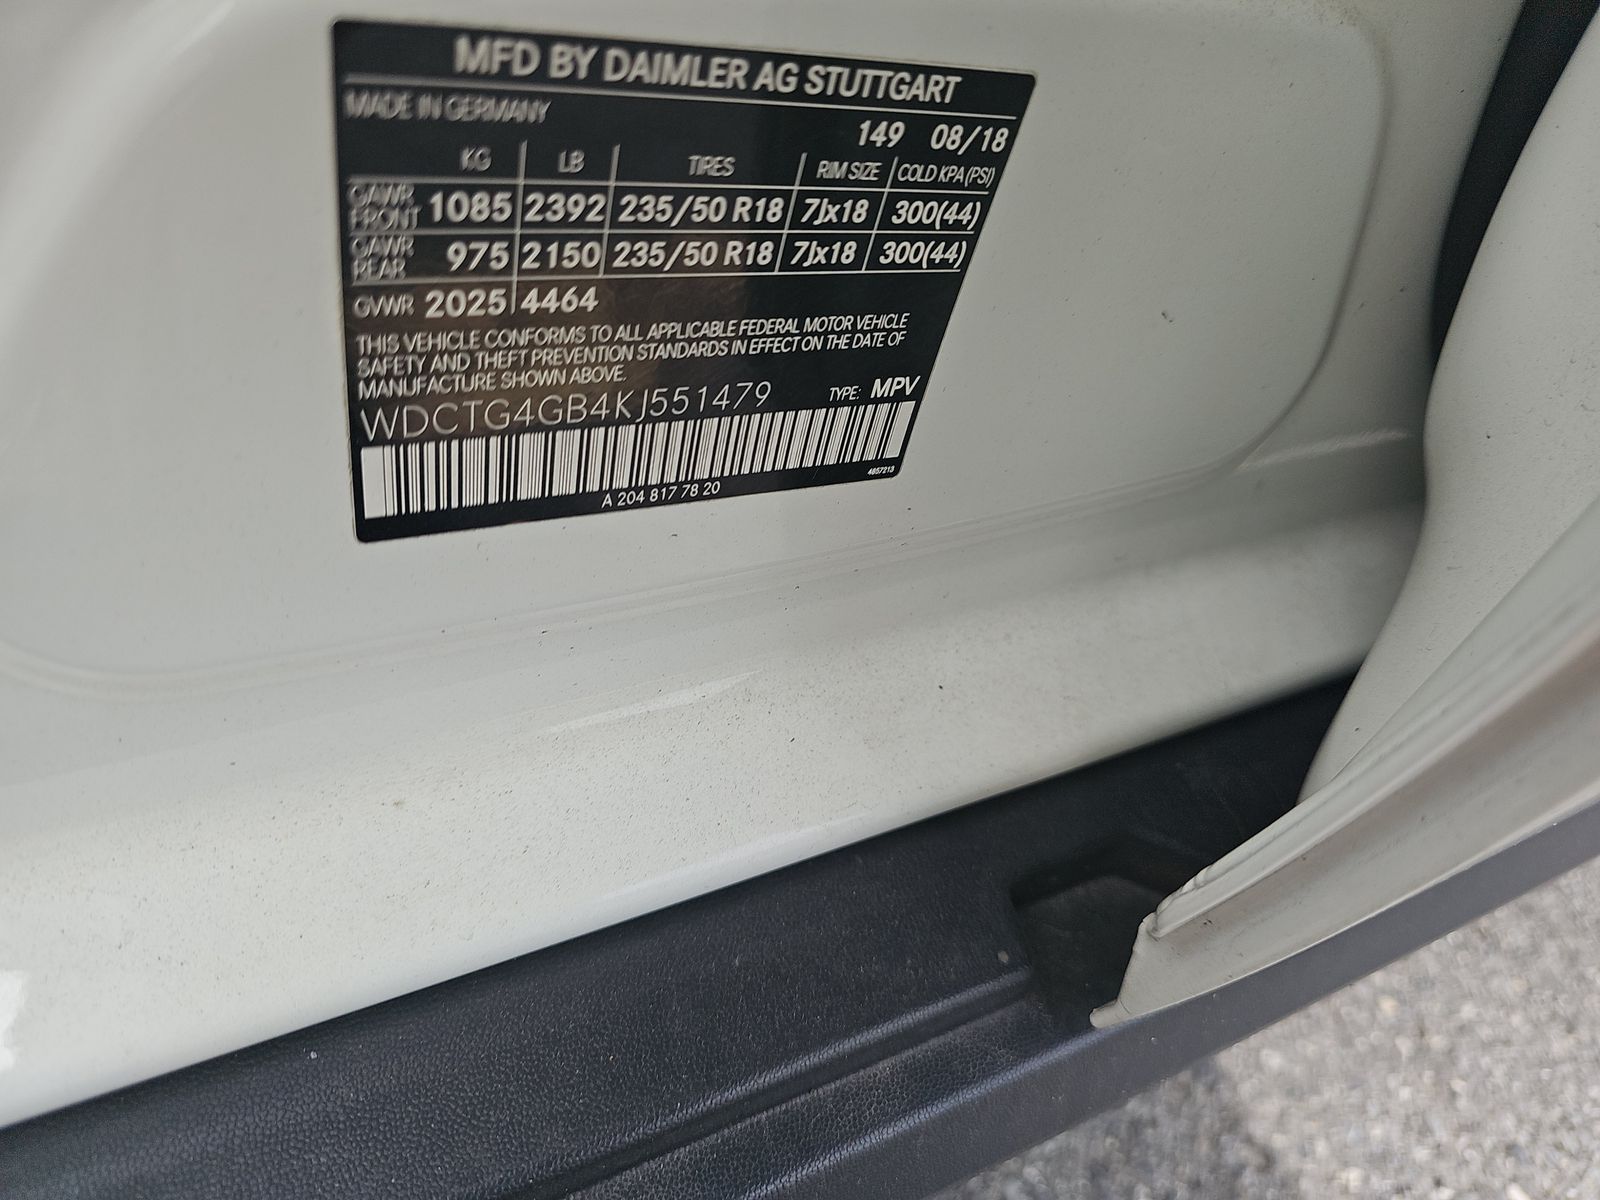 MFD BY DAIMLER AG STUTTGART
MADE IN GERMANY
149 08/18
KG LB TIRES RIM SIZE COLD KPA (PSI)
GAWR FRONT 1085 2392 235/50 R18 7Jx18 300(44)
GAWR REAR 975 2150 235/50 R18 7Jx18 300(44)
GVWR 2025 4464
THIS VEHICLE CONFORMS TO ALL APPLICABLE FEDERAL MOTOR VEHICLE
SAFETY AND THEFT PREVENTION STANDARDS IN EFFECT ON THE DATE OF
MANUFACTURE SHOWN ABOVE.
WDCTG4GB4KJ551479 TYPE: MPV
4857213
A 204 817 78 20